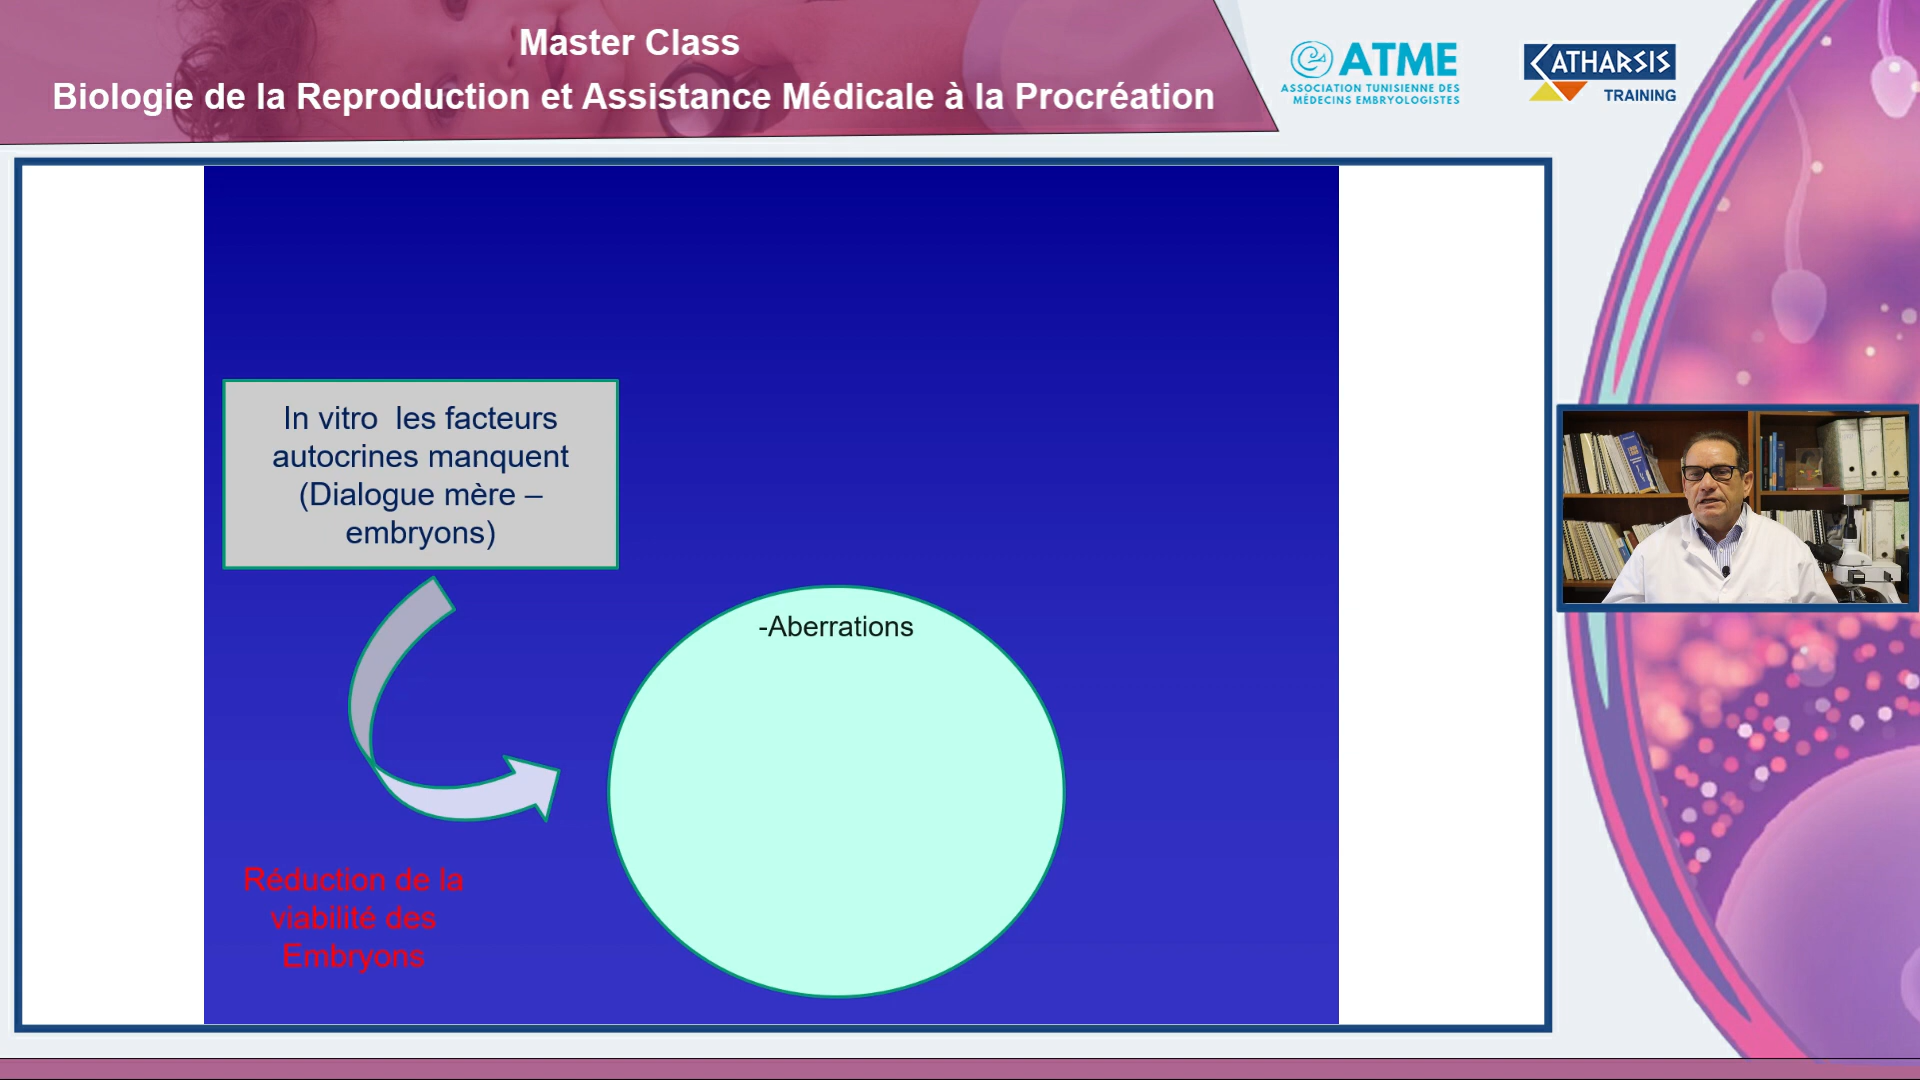 Master Class
Biologie de la Reproduction et Assistance Médicale à la Procréation
ATME
ASSOCIATION TUNISIENNE DES
MÉDECINS EMBRYOLOGISTES
CATHARSIS
TRAINING
In vitro les facteurs
autocrines manquent
(Dialogue mère –
embryons)
-Aberrations
Réduction de la
viabilité des
Embryons